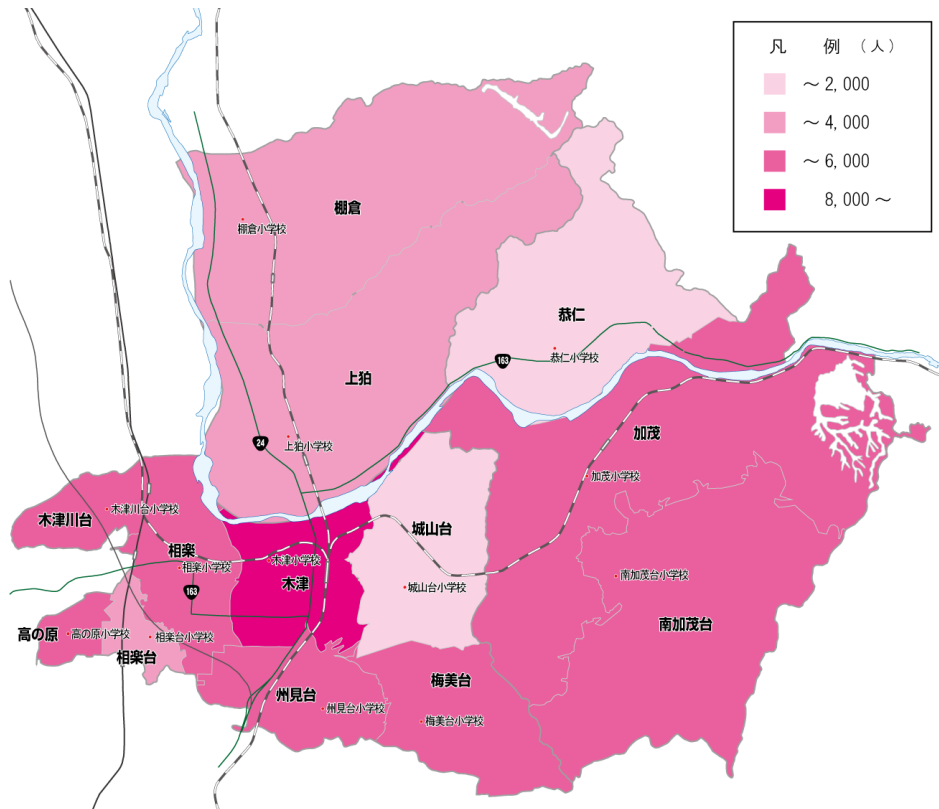 凡 例 （人）
～2,000
～4,000
～6,000
8,000～
棚倉
棚倉小学校
恭仁
163
恭仁小学校
上狛
24
上狛小学校
加茂
加茂小学校
木津川台
木津川台小学校
城山台
城山台小学校
相楽
相楽小学校
163
木津小学校
木津
南加茂台小学校
南加茂台
高の原
高の原小学校
相楽台小学校
相楽台
州見台
州見台小学校
梅美台
梅美台小学校